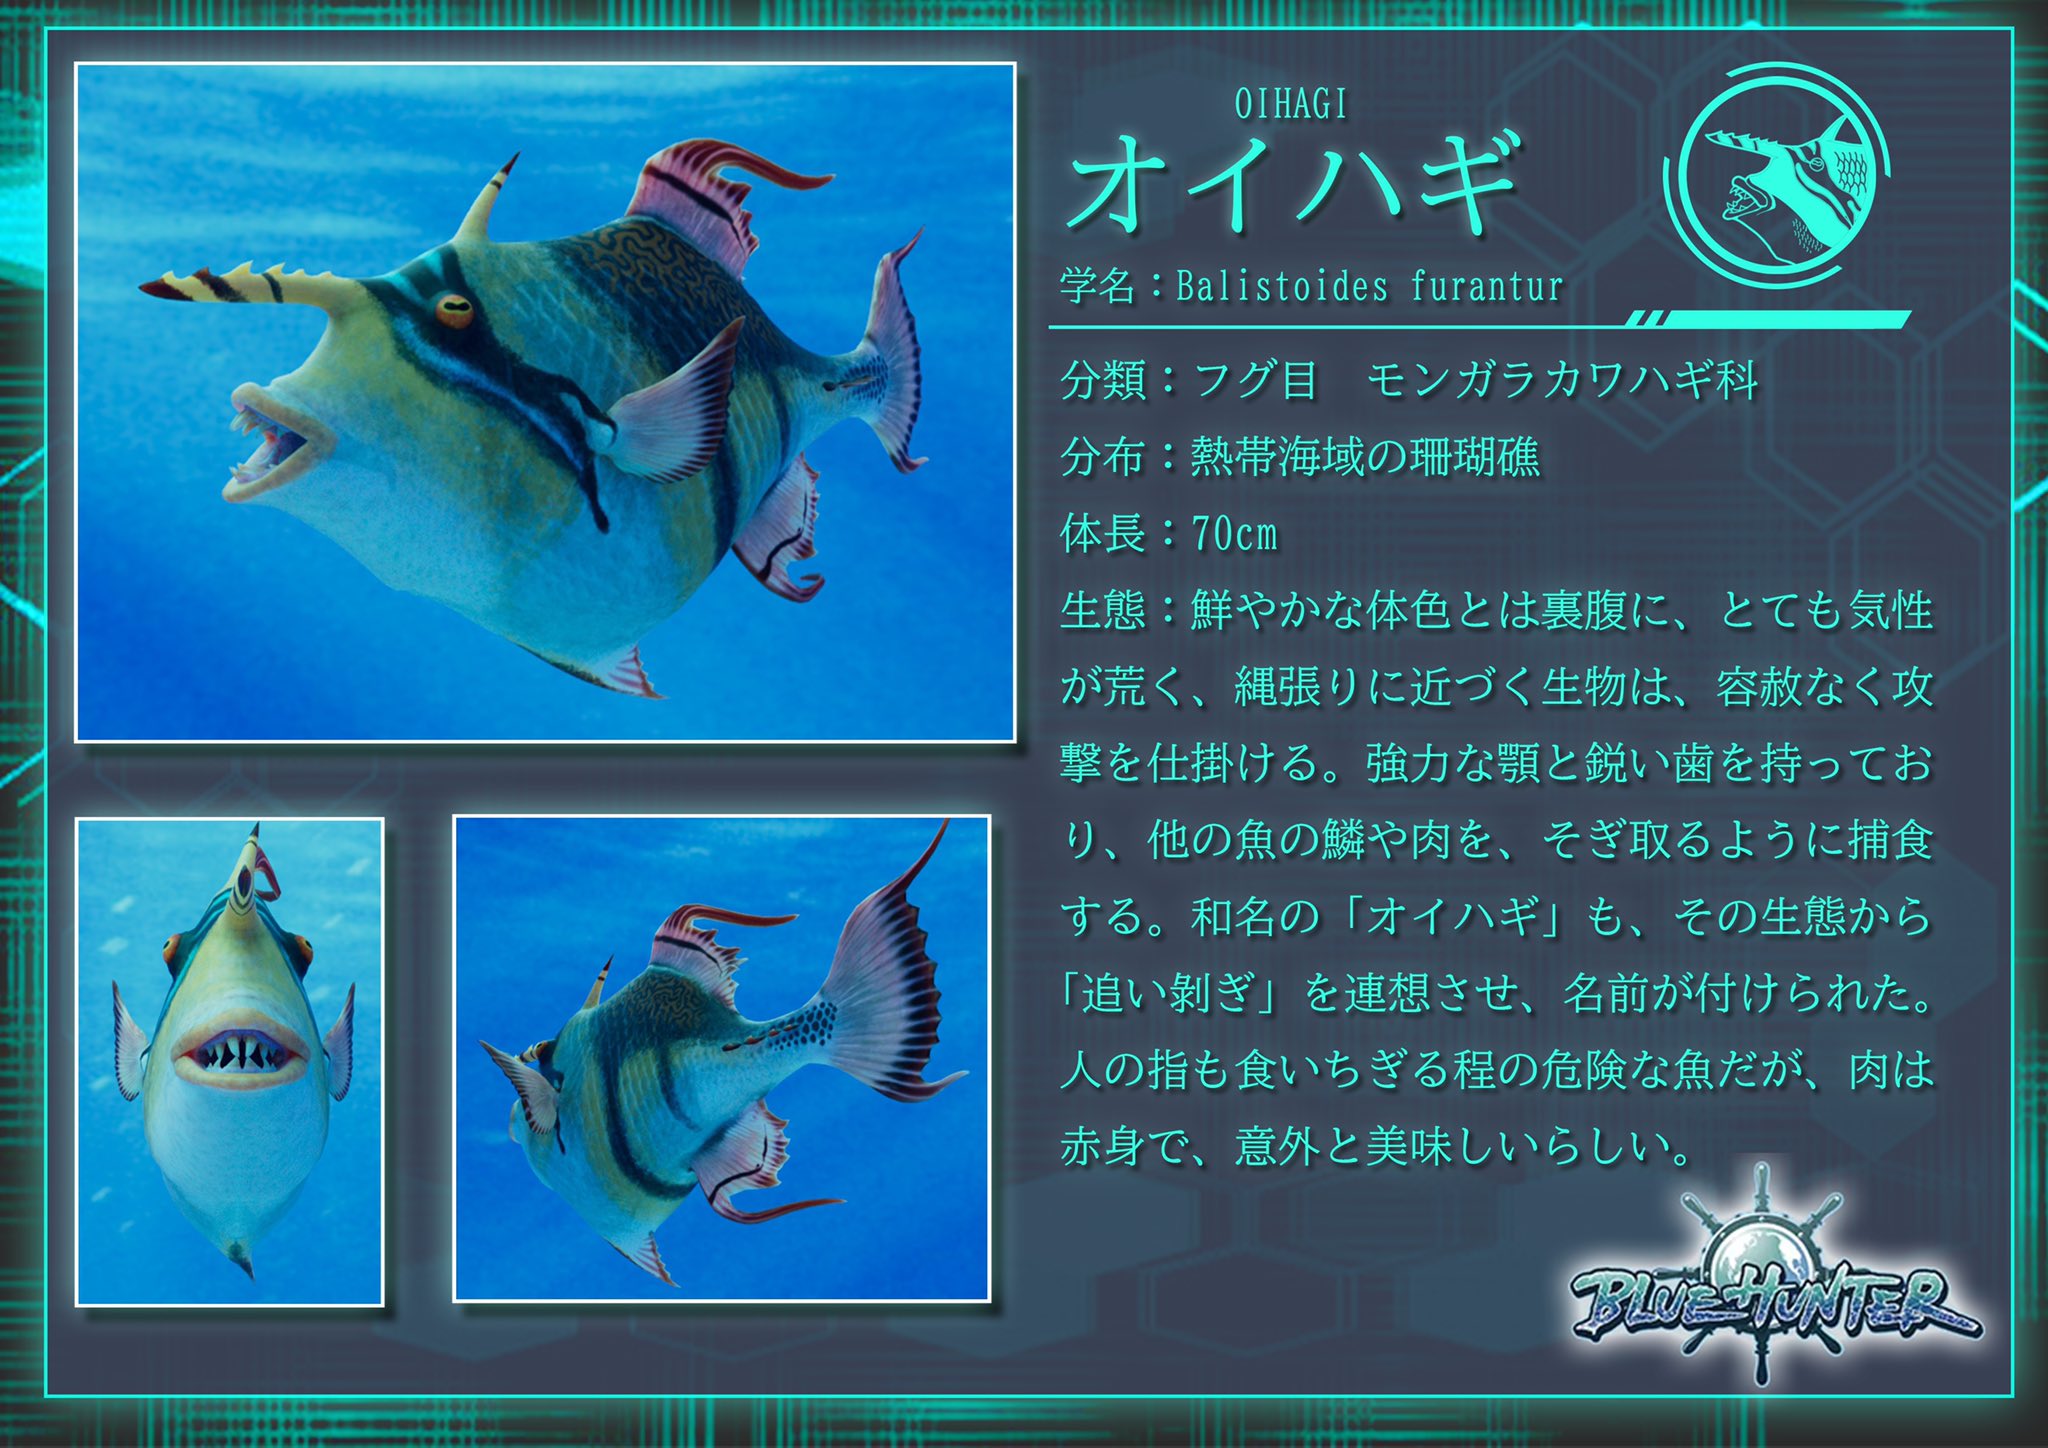 OIHAGI
オイハギ
学名：Balistoides furantur
分類：フグ目　モンガラカワハギ科
分布：熱帯海域の珊瑚礁
体長：70cm
生態：鮮やかな体色とは裏腹に、とても気性
が荒く、縄張りに近づく生物は、容赦なく攻
撃を仕掛ける。強力な顎と鋭い歯を持ってお
り、他の魚の鱗や肉を、そぎ取るように捕食
する。和名の「オイハギ」も、その生態から
「追い剝ぎ」を連想させ、名前が付けられた。
人の指も食いちぎる程の危険な魚だが、肉は
赤身で、意外と美味しいらしい。
BLUE HUNTER